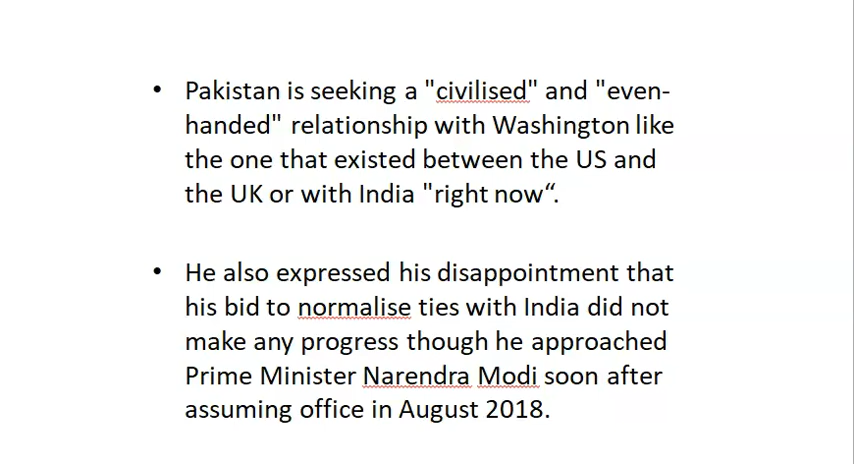 • Pakistan is seeking a "civilised" and "even-
handed" relationship with Washington like
the one that existed between the US and
the UK or with India "right now“.
• He also expressed his disappointment that
his bid to normalise ties with India did not
make any progress though he approached
Prime Minister Narendra Modi soon after
assuming office in August 2018.